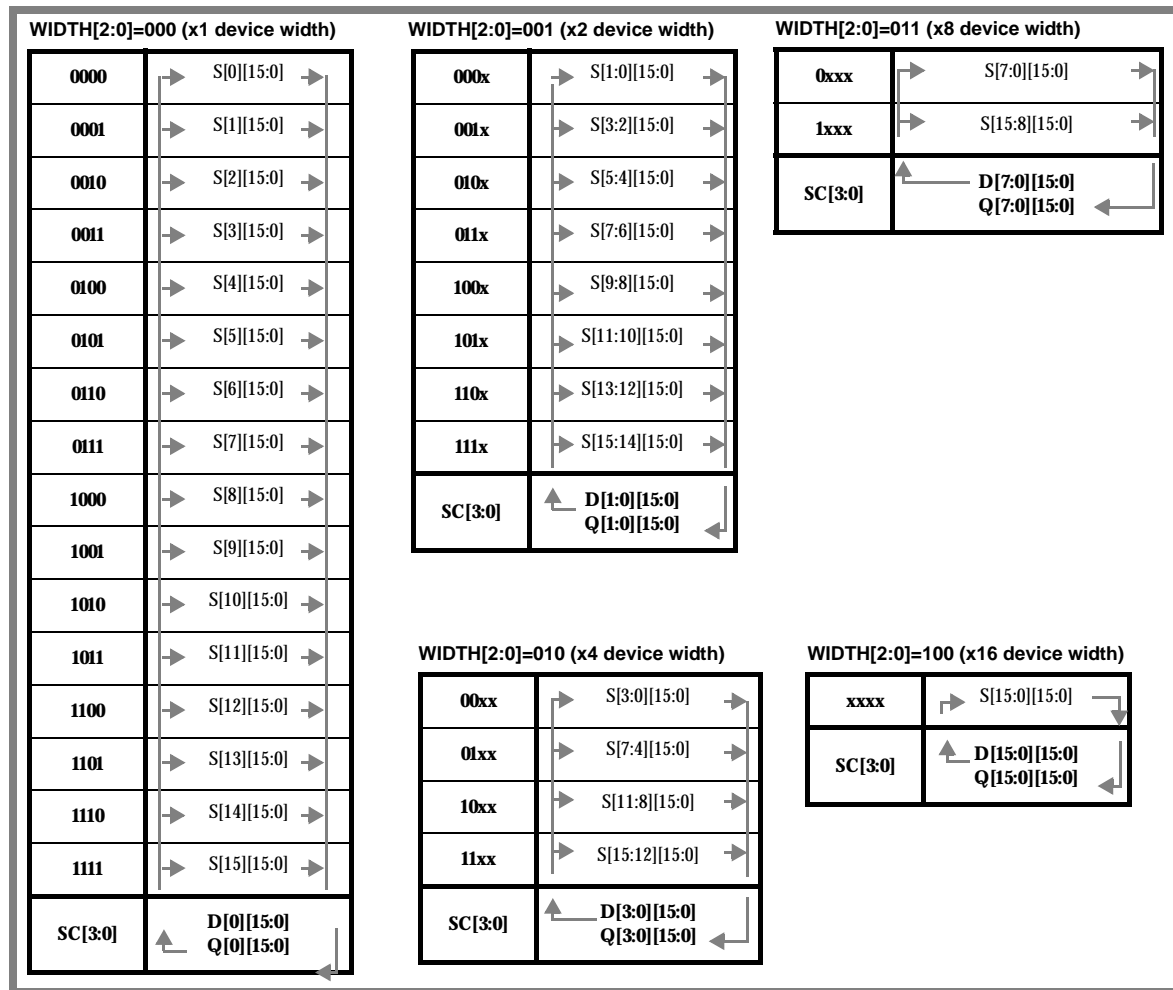 WIDTH[2:0]=000 (x1 device width)
0000 S[0][15:0]
0001 S[1][15:0]
0010 S[2][15:0]
0011 S[3][15:0]
0100 S[4][15:0]
0101 S[5][15:0]
0110 S[6][15:0]
0111 S[7][15:0]
1000 S[8][15:0]
1001 S[9][15:0]
1010 S[10][15:0]
1011 S[11][15:0]
1100 S[12][15:0]
1101 S[13][15:0]
1110 S[14][15:0]
1111 S[15][15:0]
SC[3:0] D[0][15:0]
Q[0][15:0]
WIDTH[2:0]=001 (x2 device width)
000x S[1:0][15:0]
001x S[3:2][15:0]
010x S[5:4][15:0]
011x S[7:6][15:0]
100x S[9:8][15:0]
101x S[11:10][15:0]
110x S[13:12][15:0]
111x S[15:14][15:0]
SC[3:0] D[1:0][15:0]
Q[1:0][15:0]
WIDTH[2:0]=011 (x8 device width)
0xxx S[7:0][15:0]
1xxx S[15:8][15:0]
SC[3:0] D[7:0][15:0]
Q[7:0][15:0]
WIDTH[2:0]=010 (x4 device width)
00xx S[3:0][15:0]
01xx S[7:4][15:0]
10xx S[11:8][15:0]
11xx S[15:12][15:0]
SC[3:0] D[3:0][15:0]
Q[3:0][15:0]
WIDTH[2:0]=100 (x16 device width)
xxxx S[15:0][15:0]
SC[3:0] D[15:0][15:0]
Q[15:0][15:0]